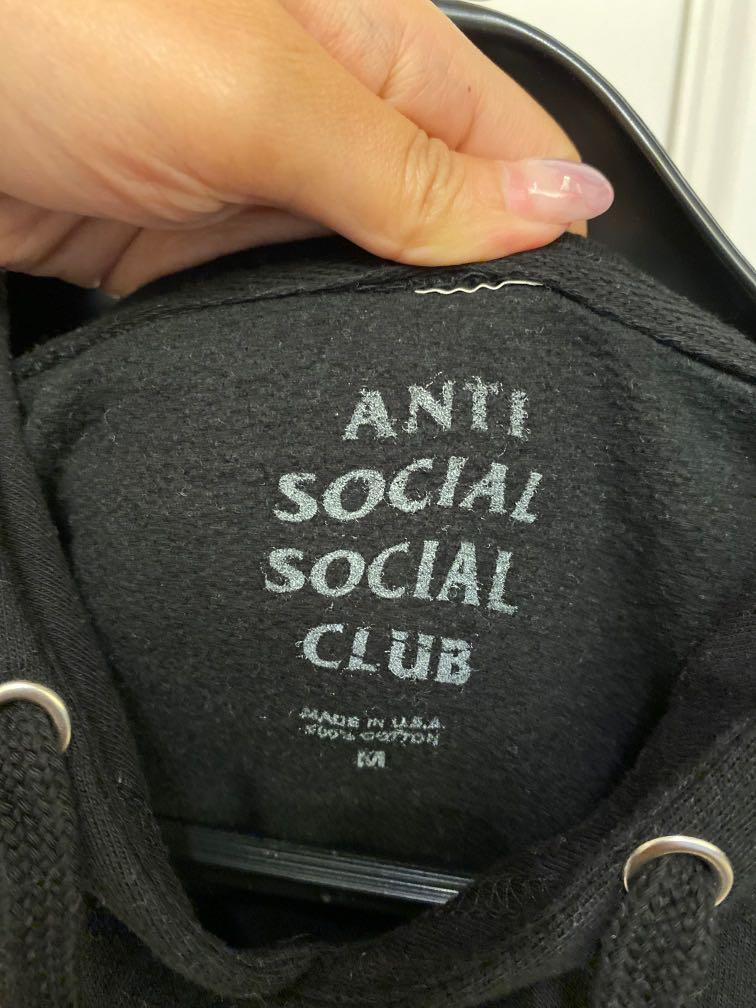 ANTI
SOCIAL
SOCIAL
CLUB
MADE IN U.S.A
100% COTTON
M